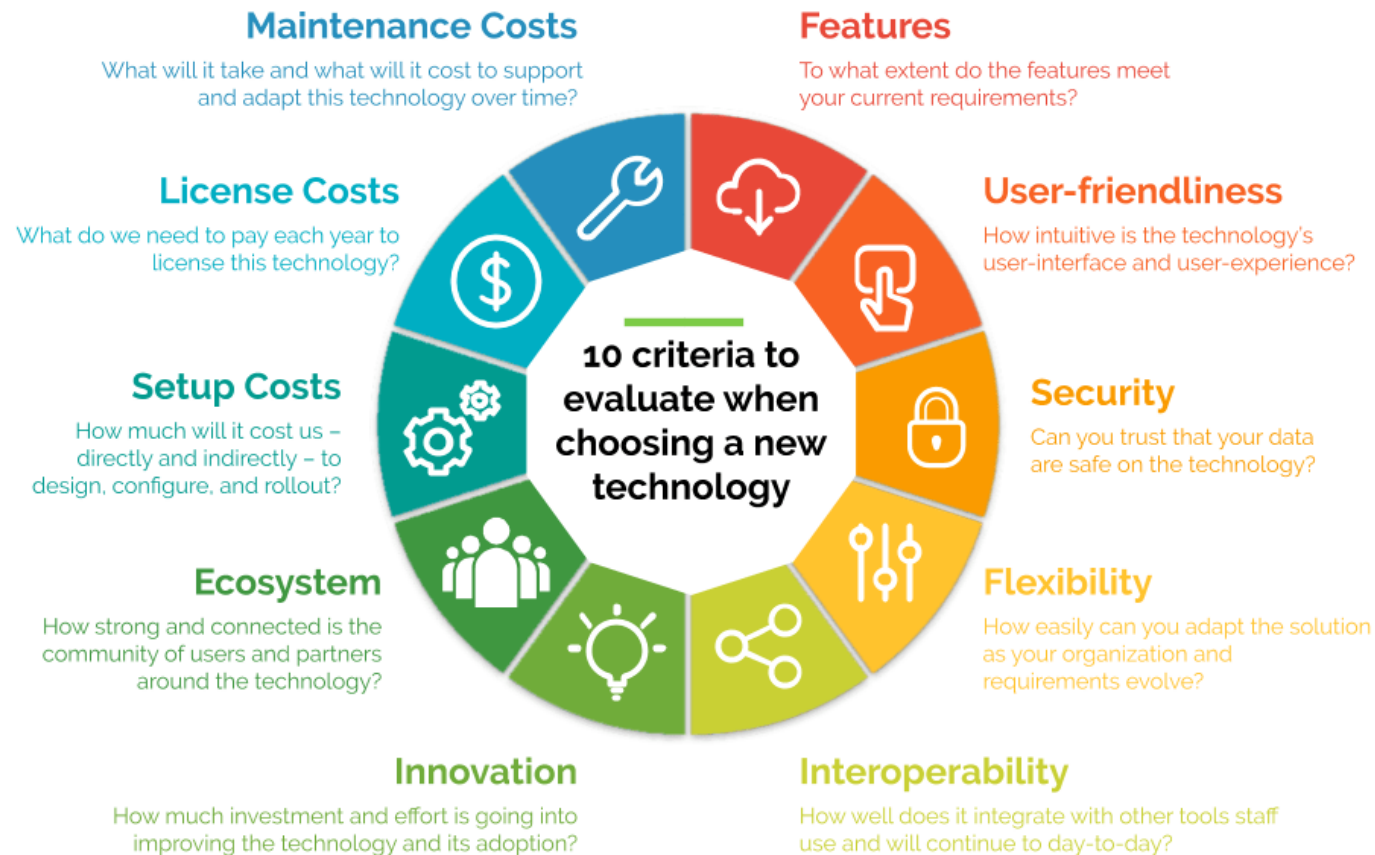 Maintenance Costs
What will it take and what will it cost to support
and adapt this technology over time?
Features
To what extent do the features meet
your current requirements?
License Costs
What do we need to pay each year to
license this technology?
User-friendliness
How intuitive is the technology's
user-interface and user-experience?
$
10 criteria to
evaluate when
choosing a new
technology
Setup Costs
How much will it cost us –
directly and indirectly – to
design, configure, and rollout?
Security
Can you trust that your data
are safe on the technology?
Ecosystem
How strong and connected is the
community of users and partners
around the technology?
Flexibility
How easily can you adapt the solution
as your organization and
requirements evolve?
Innovation
How much investment and effort is going into
improving the technology and its adoption?
Interoperability
How well does it integrate with other tools staff
use and will continue to day-to-day?